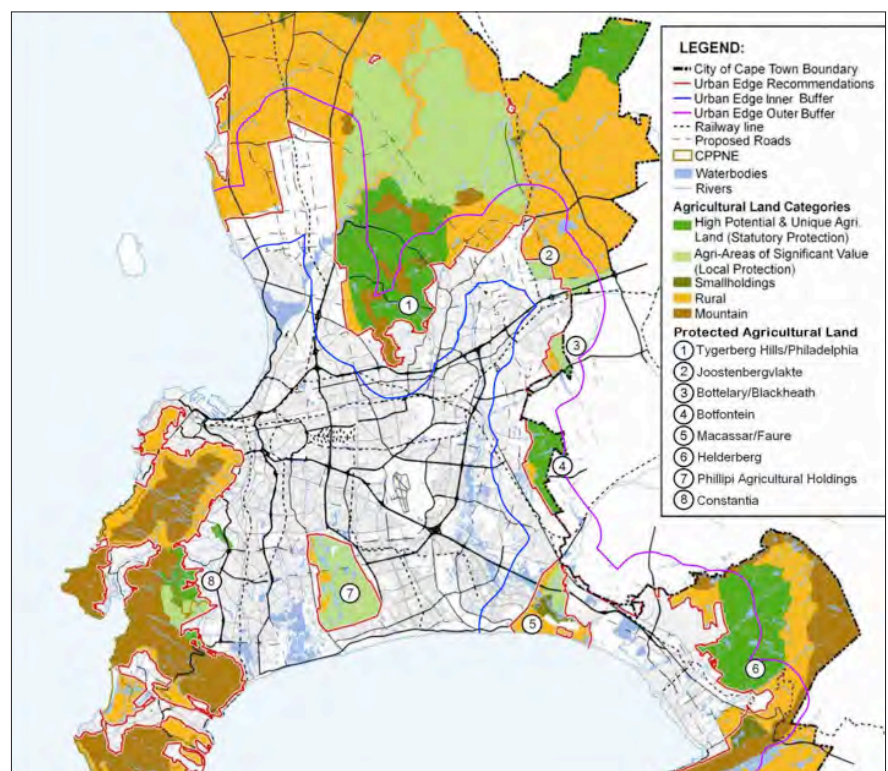 LEGEND:
City of Cape Town Boundary
Urban Edge Recommendations
Urban Edge Inner Buffer
Urban Edge Outer Buffer
Railway line
Proposed Roads
CPPNE
Waterbodies
Rivers
Agricultural Land Categories
High Potential & Unique Agri.
Land (Statutory Protection)
Agri-Areas of Significant Value
(Local Protection)
Smallholdings
Rural
Mountain
Protected Agricultural Land
1 Tygerberg Hills/Philadelphia
2 Joostenbergvlakte
3 Bottelary/Blackheath
4 Botfontein
5 Macassar/Faure
6 Helderberg
7 Phillipi Agricultural Holdings
8 Constantia
2
1
3
4
8
7
5
6